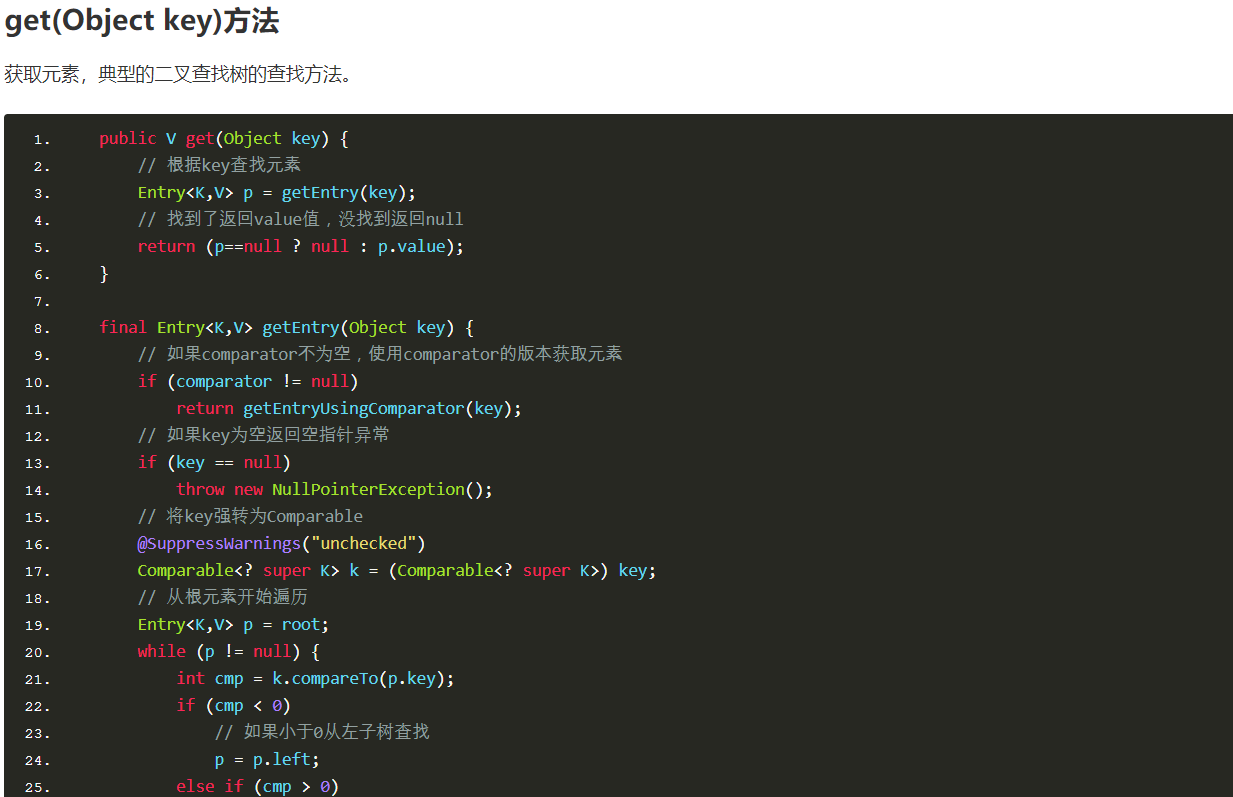 get(Object key)方法
获取元素，典型的二叉查找树的查找方法。
1. public V get(Object key) {
2. // 根据key查找元素
3. Entry<K,V> p = getEntry(key);
4. // 找到了返回value值，没找到返回null
5. return (p==null ? null : p.value);
6. }
7.
8. final Entry<K,V> getEntry(Object key) {
9. // 如果comparator不为空，使用comparator的版本获取元素
10. if (comparator != null)
11. return getEntryUsingComparator(key);
12. // 如果key为空返回空指针异常
13. if (key == null)
14. throw new NullPointerException();
15. // 将key强转为Comparable
16. @SuppressWarnings("unchecked")
17. Comparable<? super K> k = (Comparable<? super K>) key;
18. // 从根元素开始遍历
19. Entry<K,V> p = root;
20. while (p != null) {
21. int cmp = k.compareTo(p.key);
22. if (cmp < 0)
23. // 如果小于0从左子树查找
24. p = p.left;
25. else if (cmp > 0)